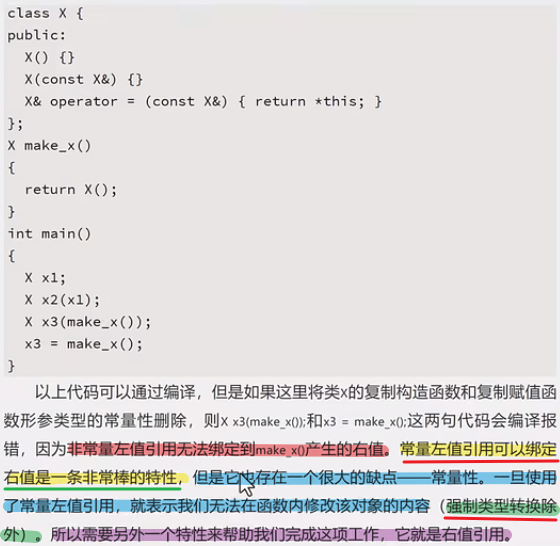 class X {
public:
  X() {}
  X(const X&) {}
  X& operator = (const X&) { return *this; }
};
X make_x()
{
  return X();
}
int main()
{
  X x1;
  X x2(x1);
  X x3(make_x());
  x3 = make_x();
}
以上代码可以通过编译，但是如果这里将类X的复制构造函数和复制赋值函
数形参类型的常量性删除，则X x3(make_x());和x3 = make_x();这两句代码会编译报
错，因为非常量左值引用无法绑定到make_x()产生的右值。常量左值引用可以绑定
右值是一条非常棒的特性，但是它也存在一个很大的缺点——常量性。一旦使用
了常量左值引用，就表示我们无法在函数内修改该对象的内容（强制类型转换除
外）。所以需要另外一个特性来帮助我们完成这项工作，它就是右值引用。